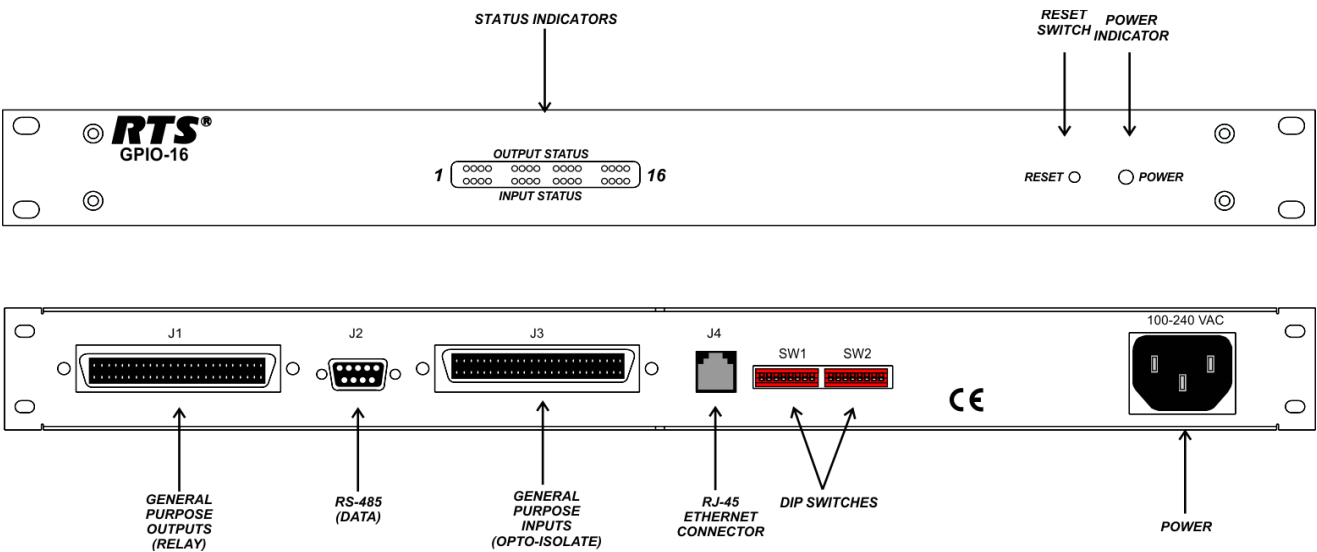 STATUS INDICATORS
RESET
SWITCH
POWER
INDICATOR
RTS®
GPIO-16
OUTPUT STATUS
1
16
INPUT STATUS
RESET
POWER
J1
J2
J3
J4
SW1
SW2
100-240 VAC
CE
GENERAL
PURPOSE
OUTPUTS
(RELAY)
RS-485
(DATA)
GENERAL
PURPOSE
INPUTS
(OPTO-ISOLATE)
RJ-45
ETHERNET
CONNECTOR
DIP SWITCHES
POWER